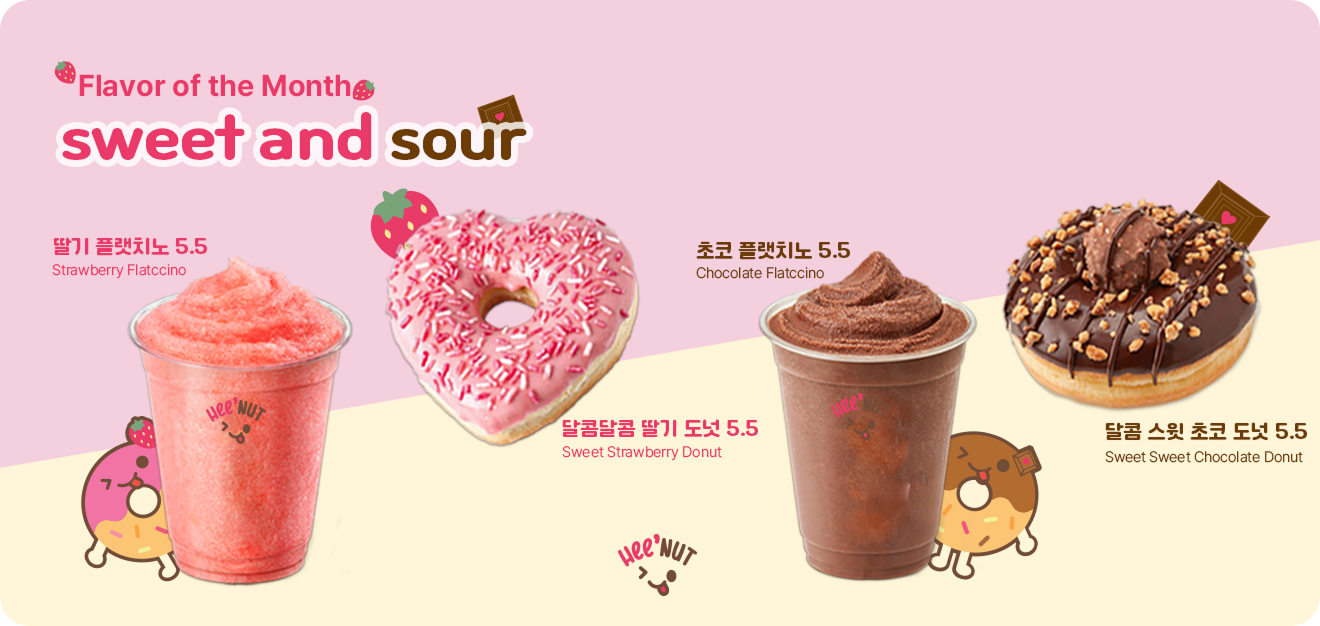 Flavor of the Month
sweet and sour
딸기 플랫치노 5.5
Strawberry Flatccino
초코 플랫치노 5.5
Chocolate Flatccino
Hee'NUT
Hee'
달콤달콤 딸기 도넛 5.5
Sweet Strawberry Donut
달콤 스윗 초코 도넛 5.5
Sweet Sweet Chocolate Donut
Hee'NUT